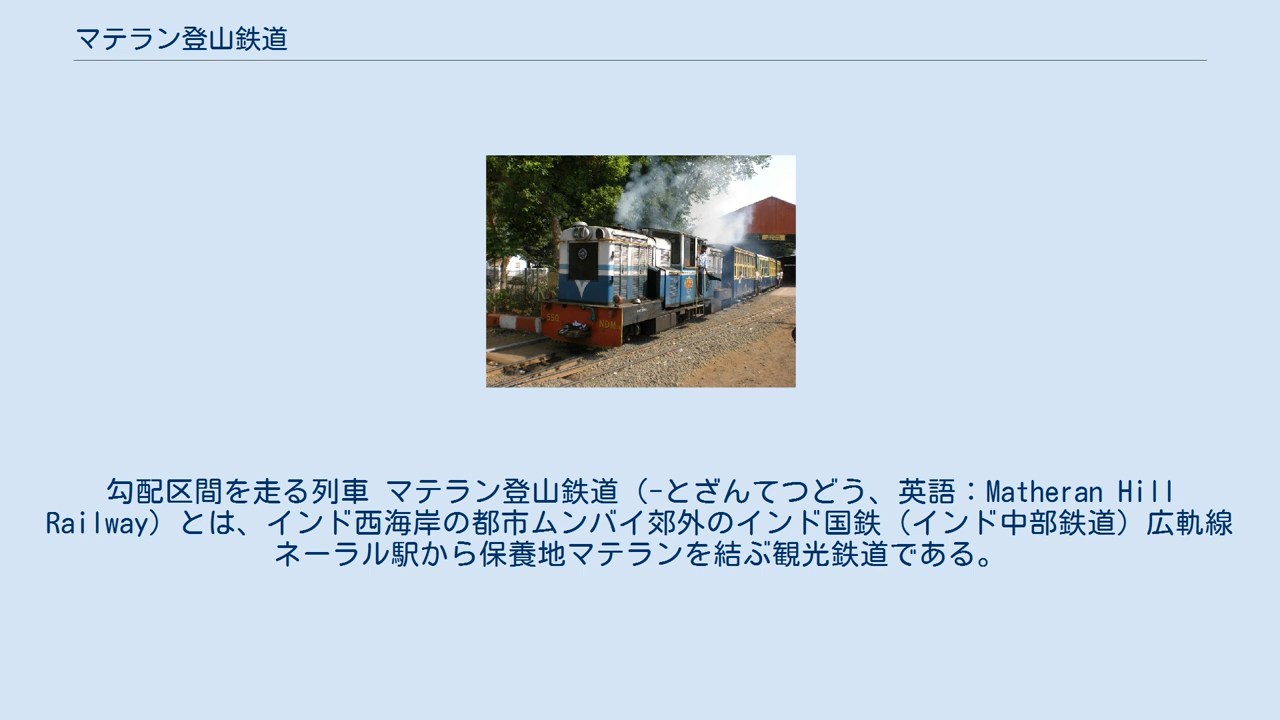 マテラン登山鉄道
550
NDM
勾配区間を走る列車 マテラン登山鉄道（-とざんてつどう、英語：Matheran Hill
Railway）とは、インド西海岸の都市ムンバイ郊外のインド国鉄（インド中部鉄道）広軌線
ネーラル駅から保養地マテランを結ぶ観光鉄道である。